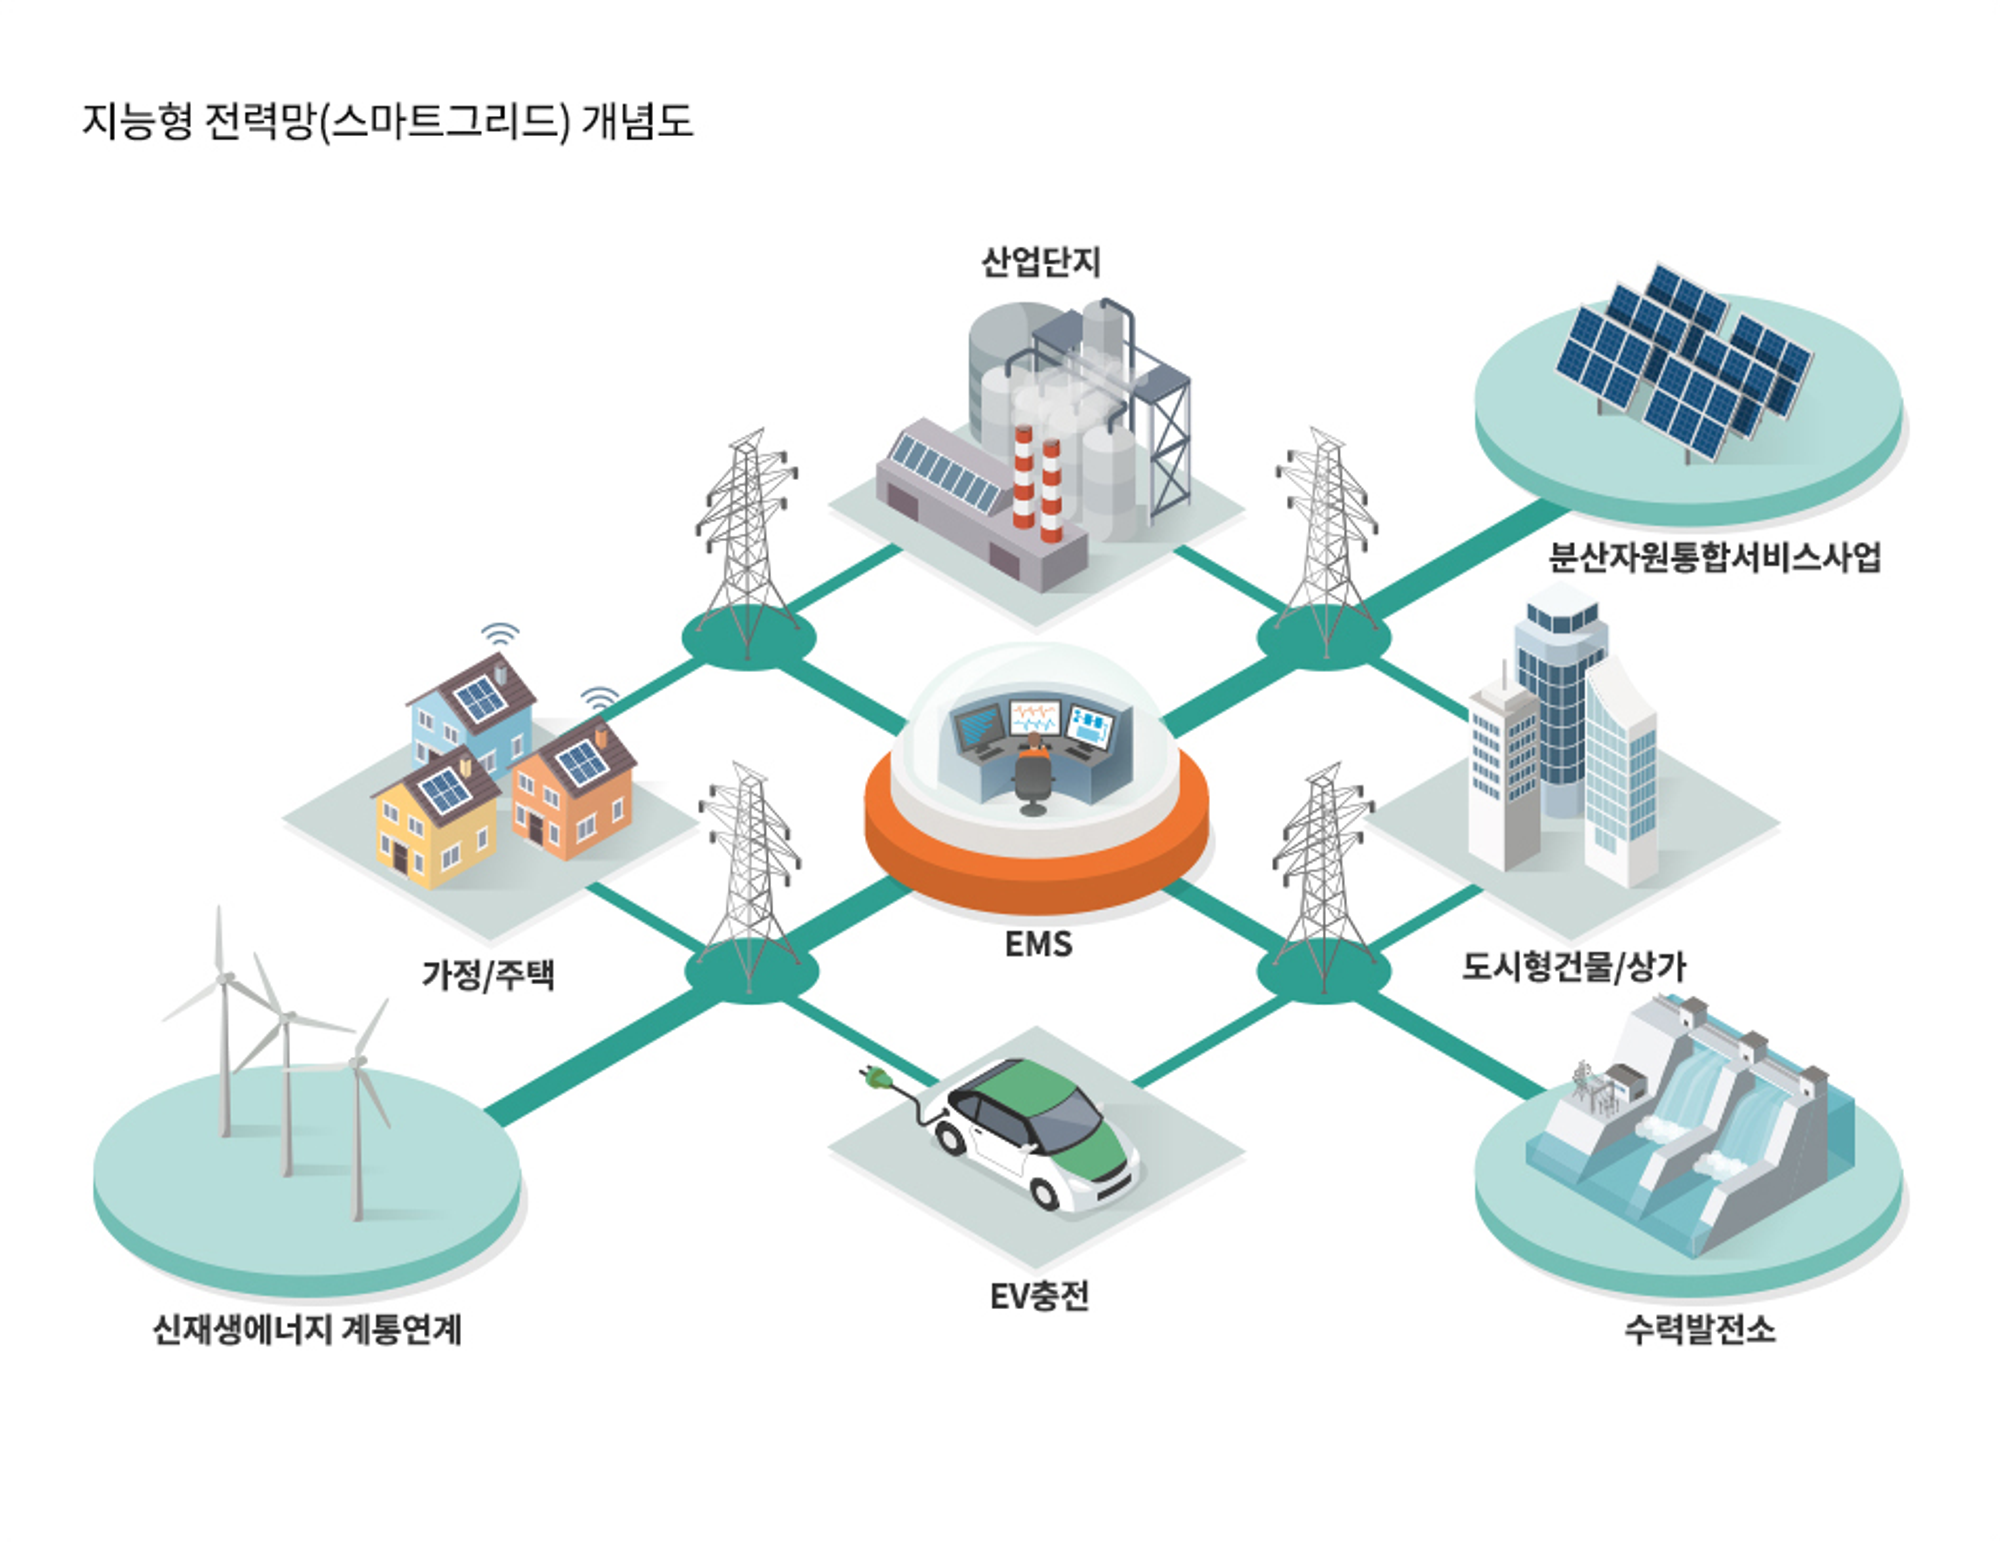 지능형 전력망(스마트그리드) 개념도
산업단지
분산자원통합서비스사업
EMS
가정/주택
도시형건물/상가
EV충전
신재생에너지 계통연계
수력발전소